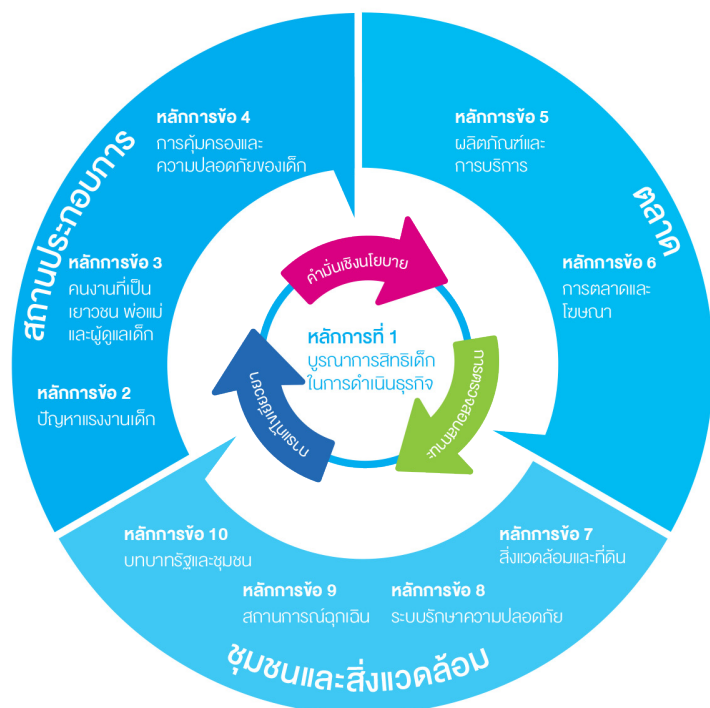 สถานประกอบการ
หลักการข้อ 4
การคุ้มครองและ
ความปลอดภัยของเด็ก
หลักการข้อ 3
คนงานที่เป็น
เยาวชน พ่อแม่
และผู้ดูแลเด็ก
หลักการข้อ 2
ปัญหาแรงงานเด็ก
ตลาด
หลักการข้อ 5
ผลิตภัณฑ์และ
การบริการ
หลักการข้อ 6
การตลาดและ
โฆษณา
คำมั่นเชิงนโยบาย
หลักการที่ 1
บูรณาการสิทธิเด็ก
ในการดำเนินธุรกิจ
การตรวจสอบสถานะ
การแก้ไขเยียวยา
หลักการข้อ 10
บทบาทรัฐและชุมชน
หลักการข้อ 9
สถานการณ์ฉุกเฉิน
หลักการข้อ 8
ระบบรักษาความปลอดภัย
หลักการข้อ 7
สิ่งแวดล้อมและที่ดิน
ชุมชนและสิ่งแวดล้อม